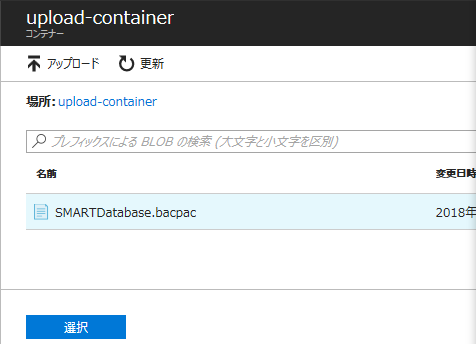 upload-container
コンテナー
アップロード 更新
場所: upload-container
プレフィックスによる BLOB の検索 (大文字と小文字を区別)
名前 変更日時
SMARTDatabase.bacpac 2018年
選択